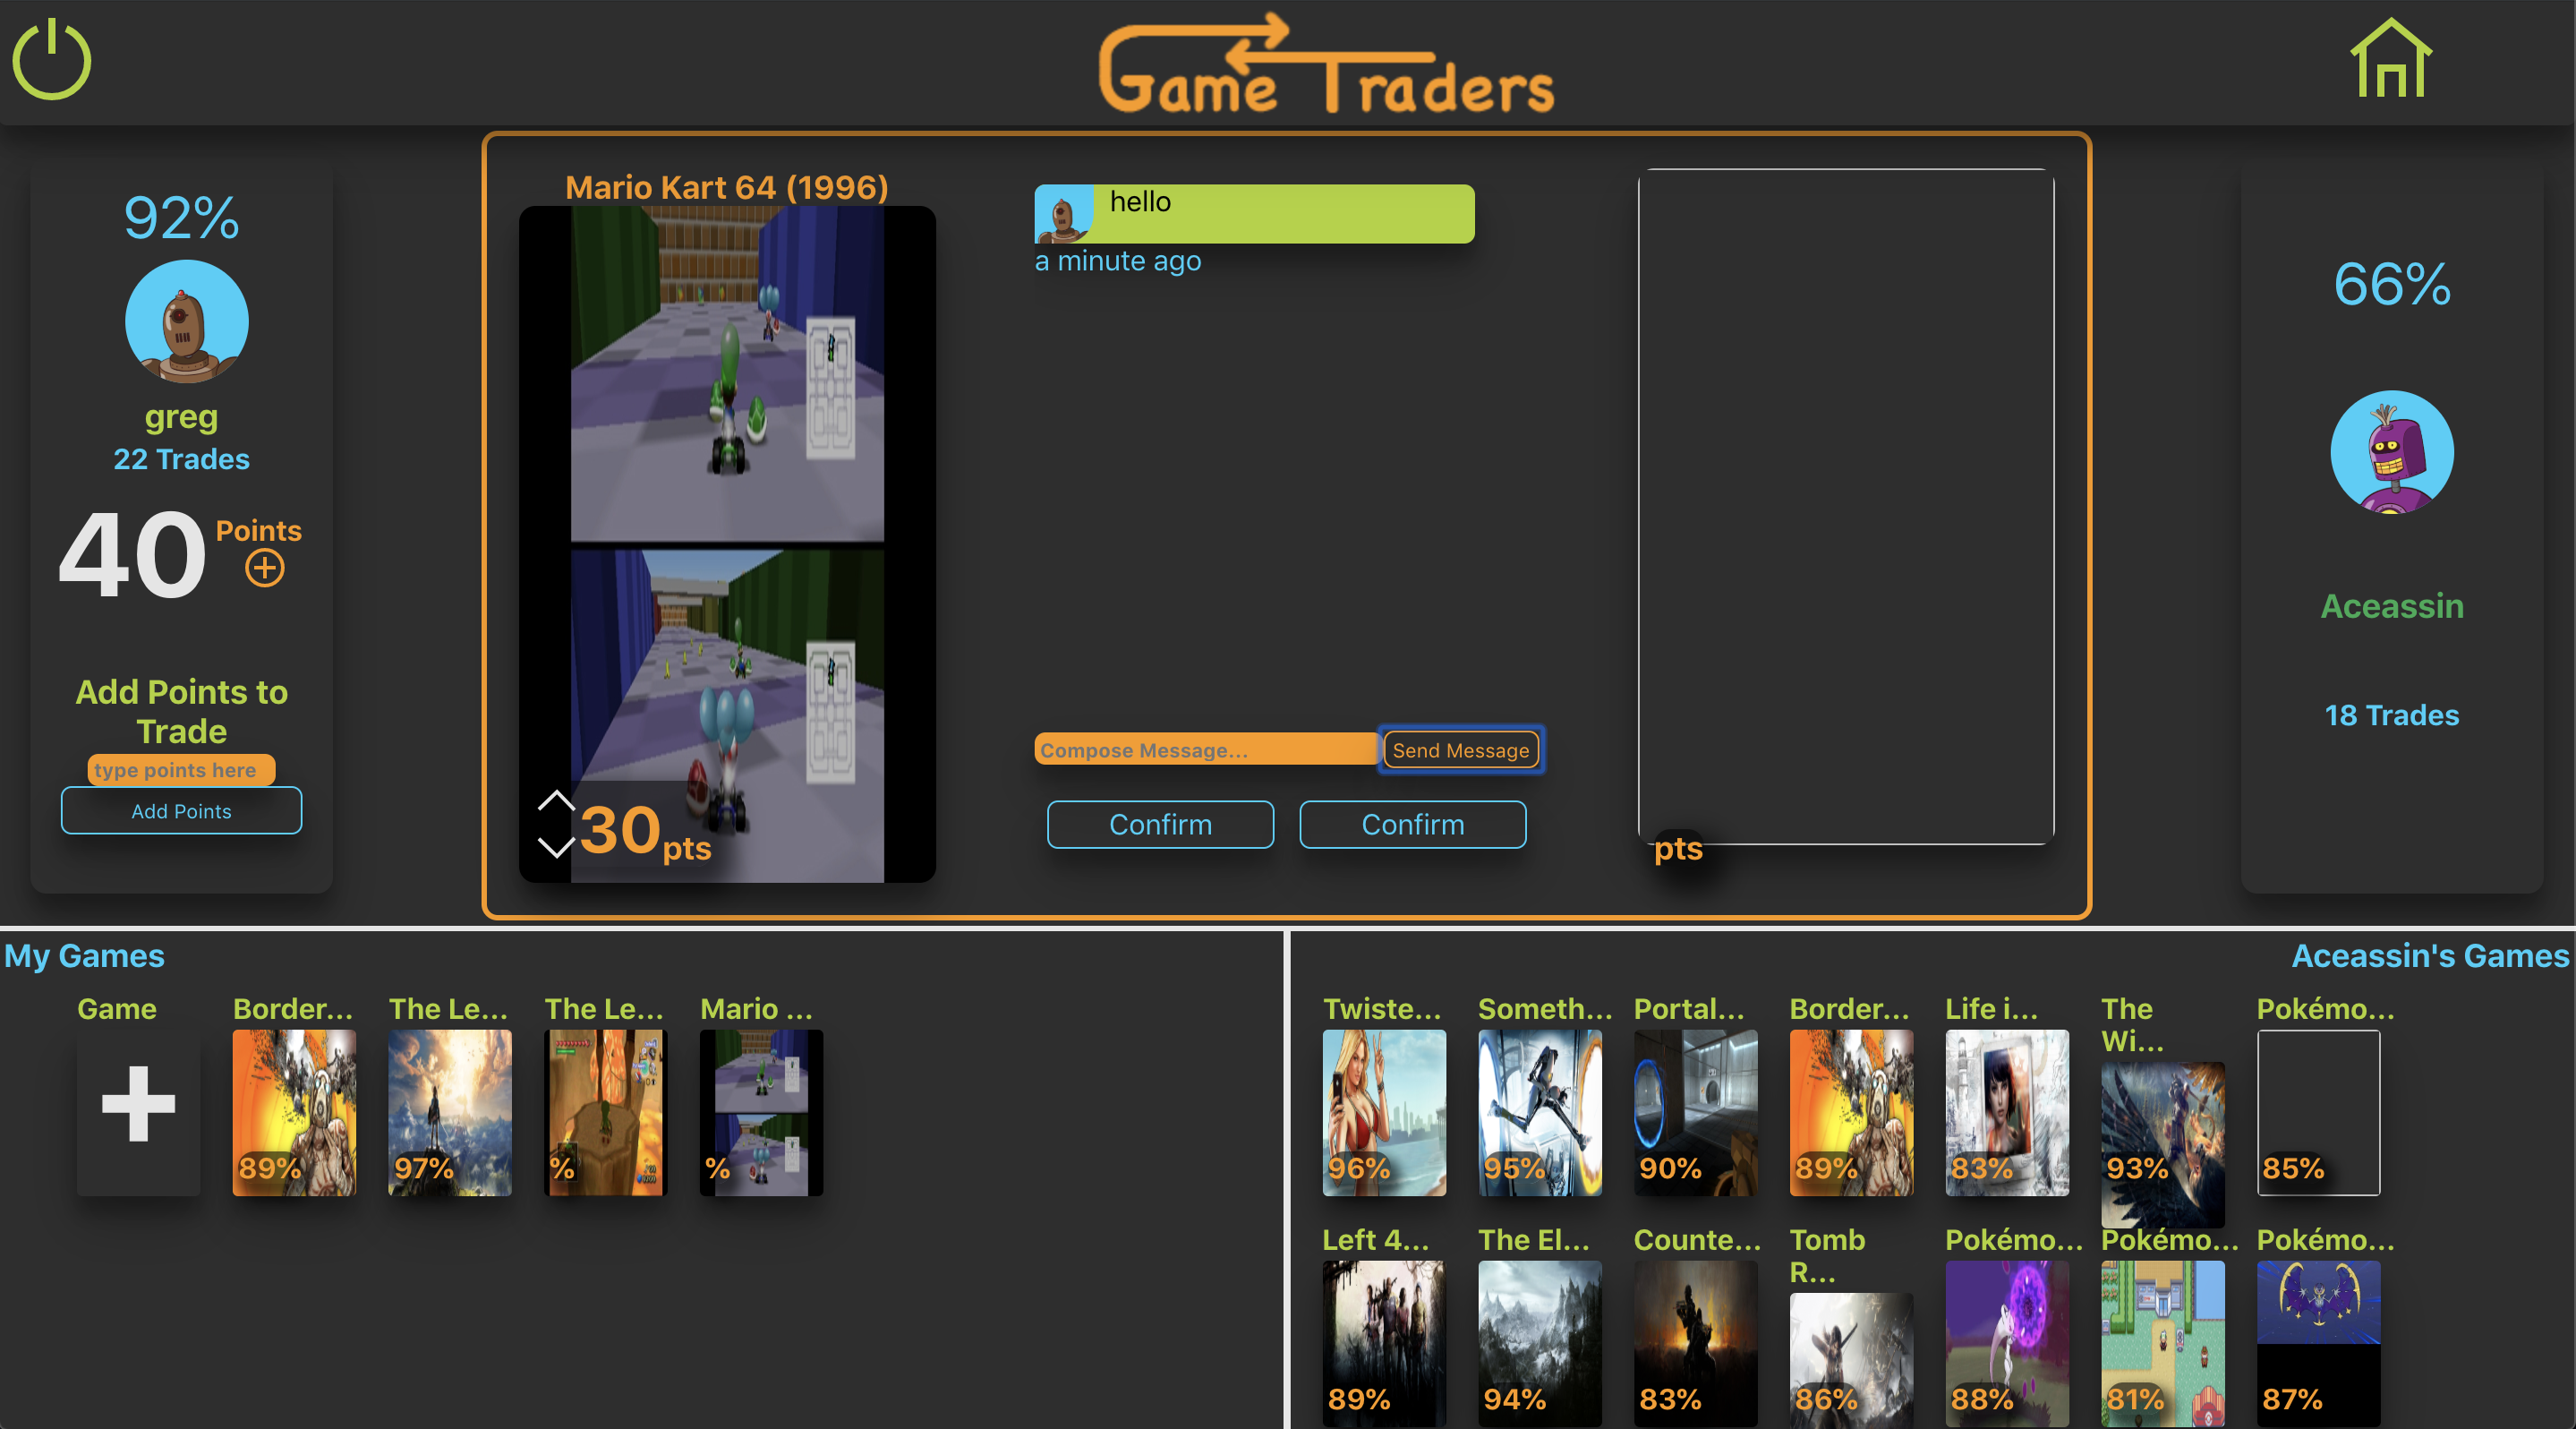 Game Traders
92%
greg
22 Trades
40 Points
Add Points to
Trade
type points here
Add Points
Mario Kart 64 (1996)
30pts
hello
a minute ago
Compose Message...
Send Message
Confirm
Confirm
pts
66%
Aceassin
18 Trades
My Games
Game
Border...
89%
The Le...
97%
The Le...
%
Mario ...
%
Aceassin's Games
Twiste...
96%
Someth...
95%
Portal...
90%
Border...
89%
Life i...
83%
The
Wi...
93%
Pokémo...
85%
Left 4...
89%
The El...
94%
Counte...
83%
Tomb
R...
86%
Pokémo...
88%
Pokémo...
81%
Pokémo...
87%